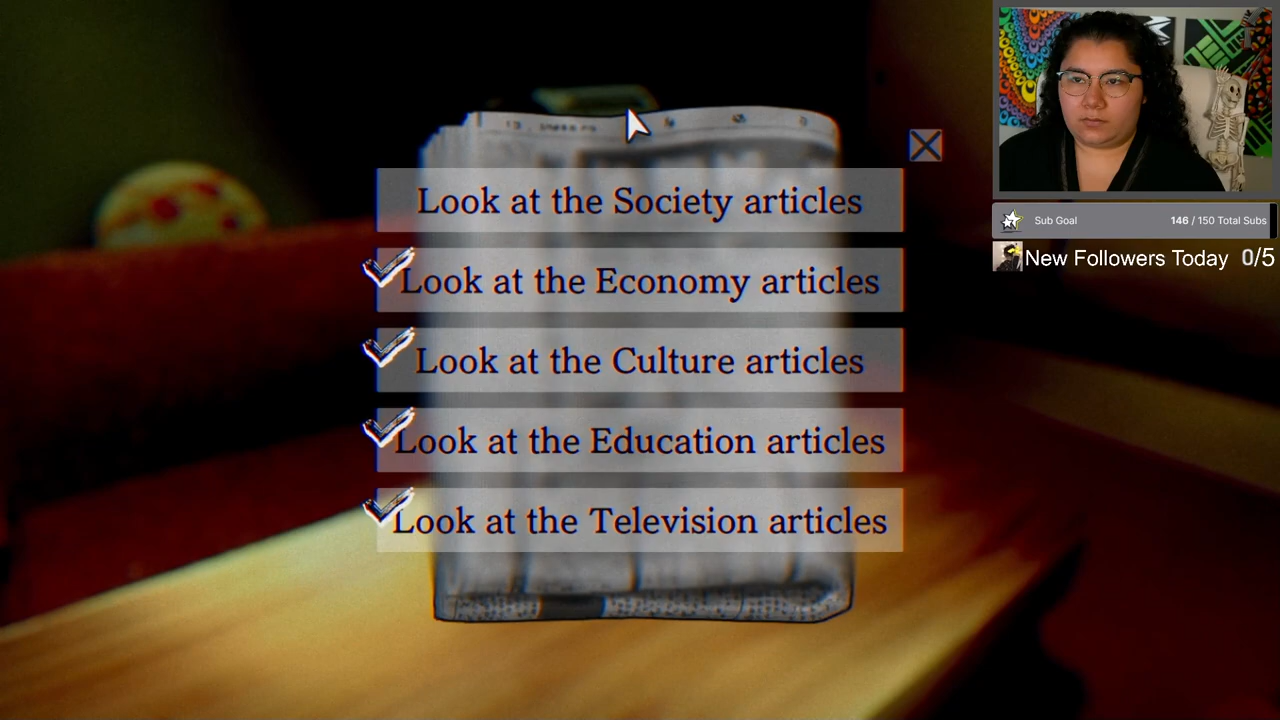 Look at the Society articles
Look at the Economy articles
Look at the Culture articles
Look at the Education articles
Look at the Television articles
Sub Goal
146 / 150 Total Subs
New Followers Today 0/5